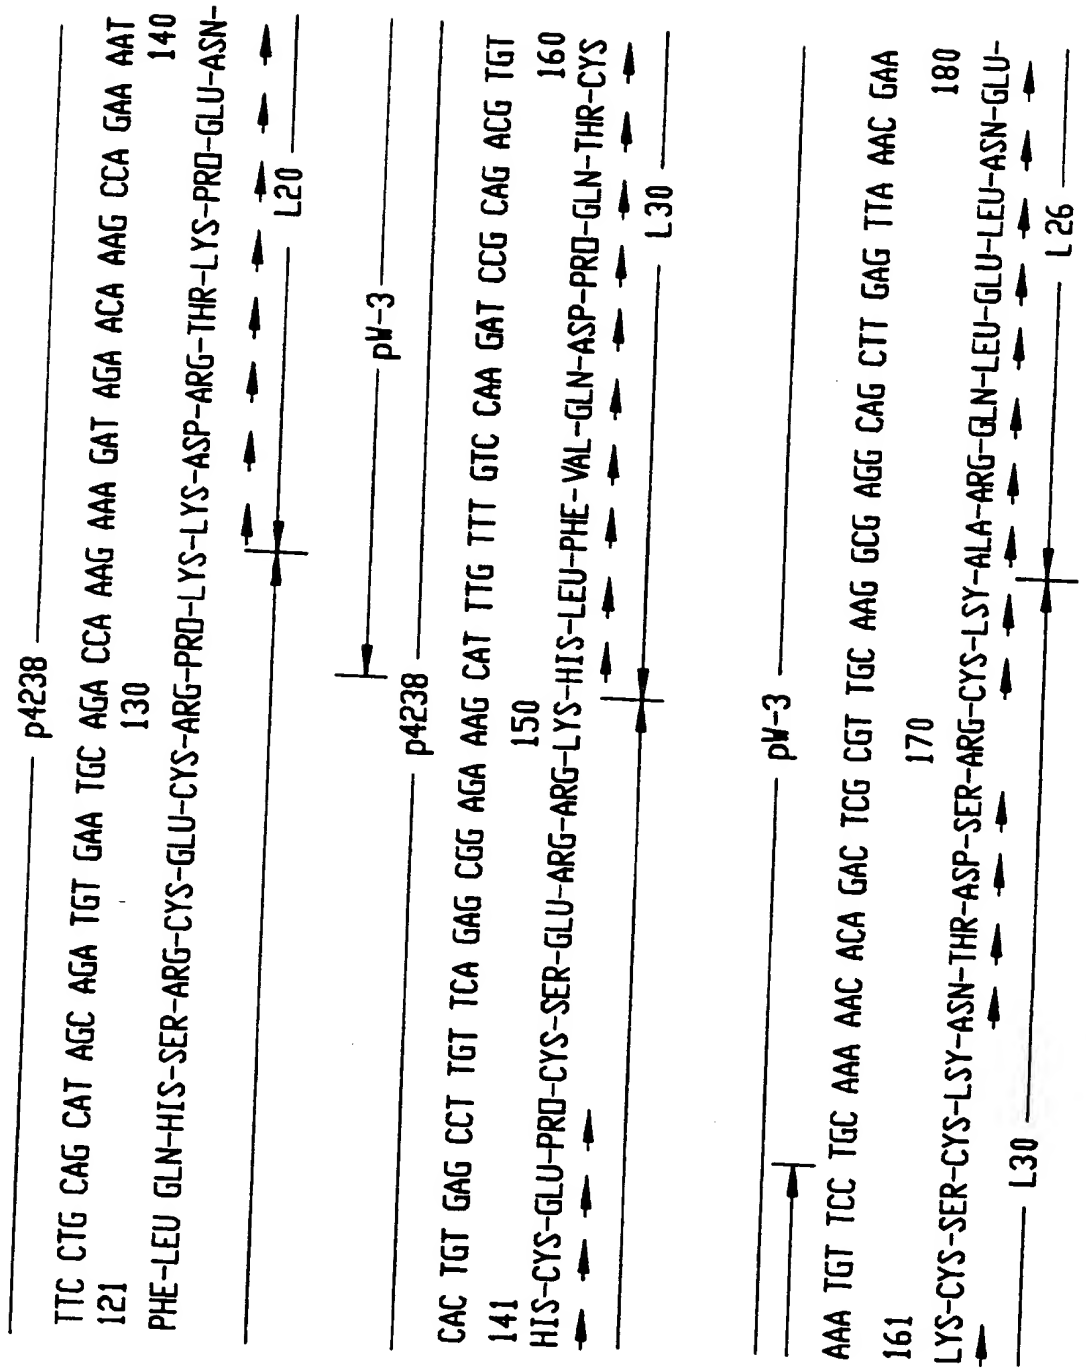 p4238
TTC CTG CAG CAT AGC AGA TGT GAA TGC AGA CCA AAG AAA GAT AGA ACA AAG CCA GAA AAT
121 130 140
PHE-LEU GLN-HIS-SER-ARG-CYS-GLU-CYS-ARG-PRO-LYS-LYS-ASP-ARG-THR-LYS-PRO-GLU-ASN-
L20
pW-3
p4238
CAC TGT GAG CCT TGT TCA GAG CGG AGA AAG CAT TTG TTT GTC CAA GAT CCG CAG ACG TGT
141 150 160
HIS-CYS-GLU-PRO-CYS-SER-GLU-ARG-ARG-LYS-HIS-LEU-PHE-VAL-GLN-ASP-PRO-GLN-THR-CYS
L30
pW-3
AAA TGT TCC TGC AAA AAC ACA GAC TCG CGT TGC AAG GCG AGG CAG CTT GAG TTA AAC GAA
161 170 180
LYS-CYS-SER-CYS-LSY-ASN-THR-ASP-SER-ARG-CYS-LSY-ALA-ARG-GLN-LEU-GLU-LEU-ASN-GLU-
L30 L26